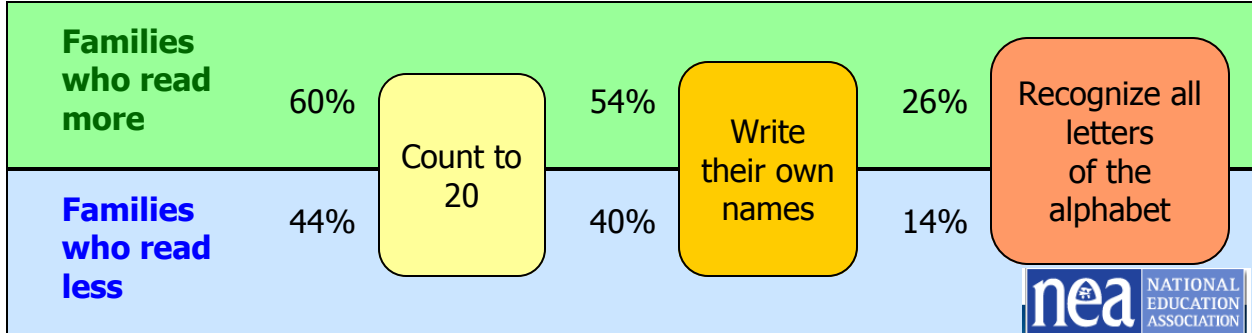 Families
who read
more
60%
Count to
20
54%
Write
their own
names
26%
Recognize all
letters
of the
alphabet
Families
who read
less
44%
40%
14%
nea
NATIONAL
EDUCATION
ASSOCIATION